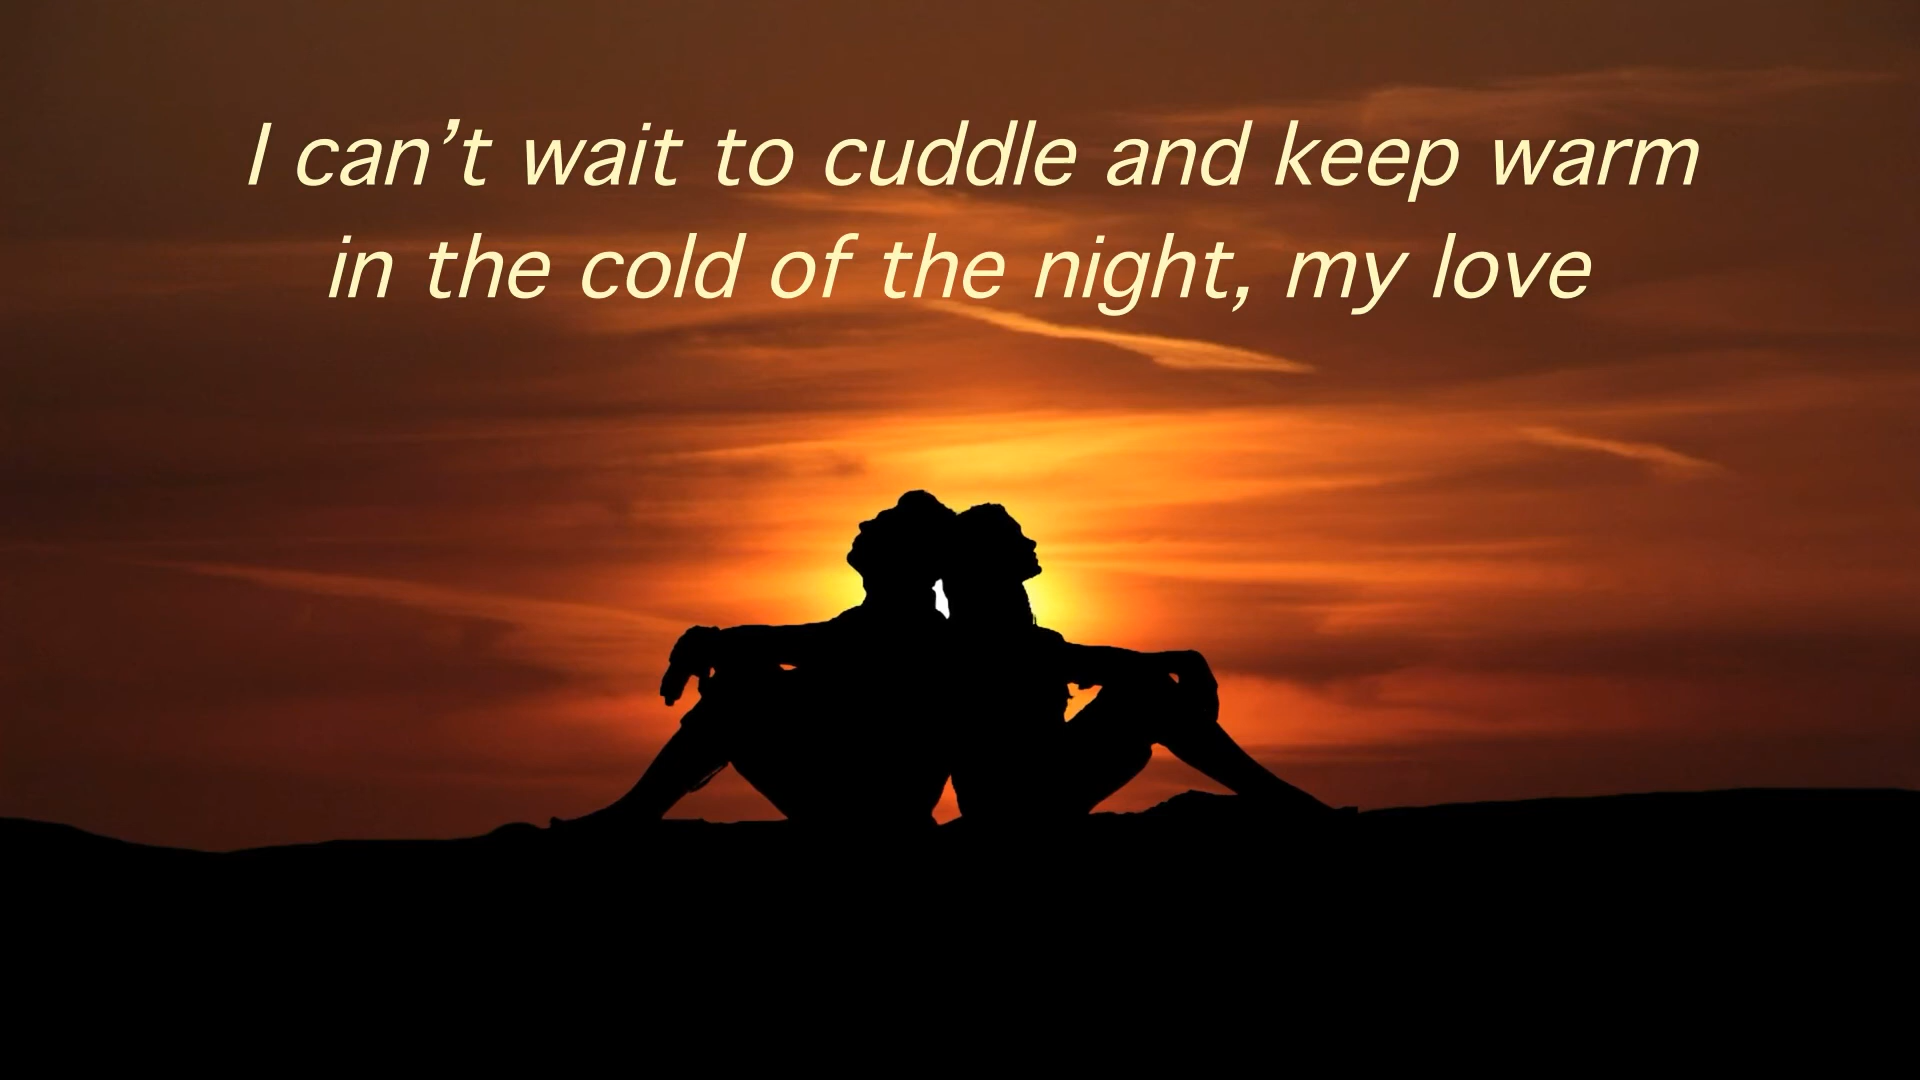 I can’t wait to cuddle and keep warm
in the cold of the night, my love